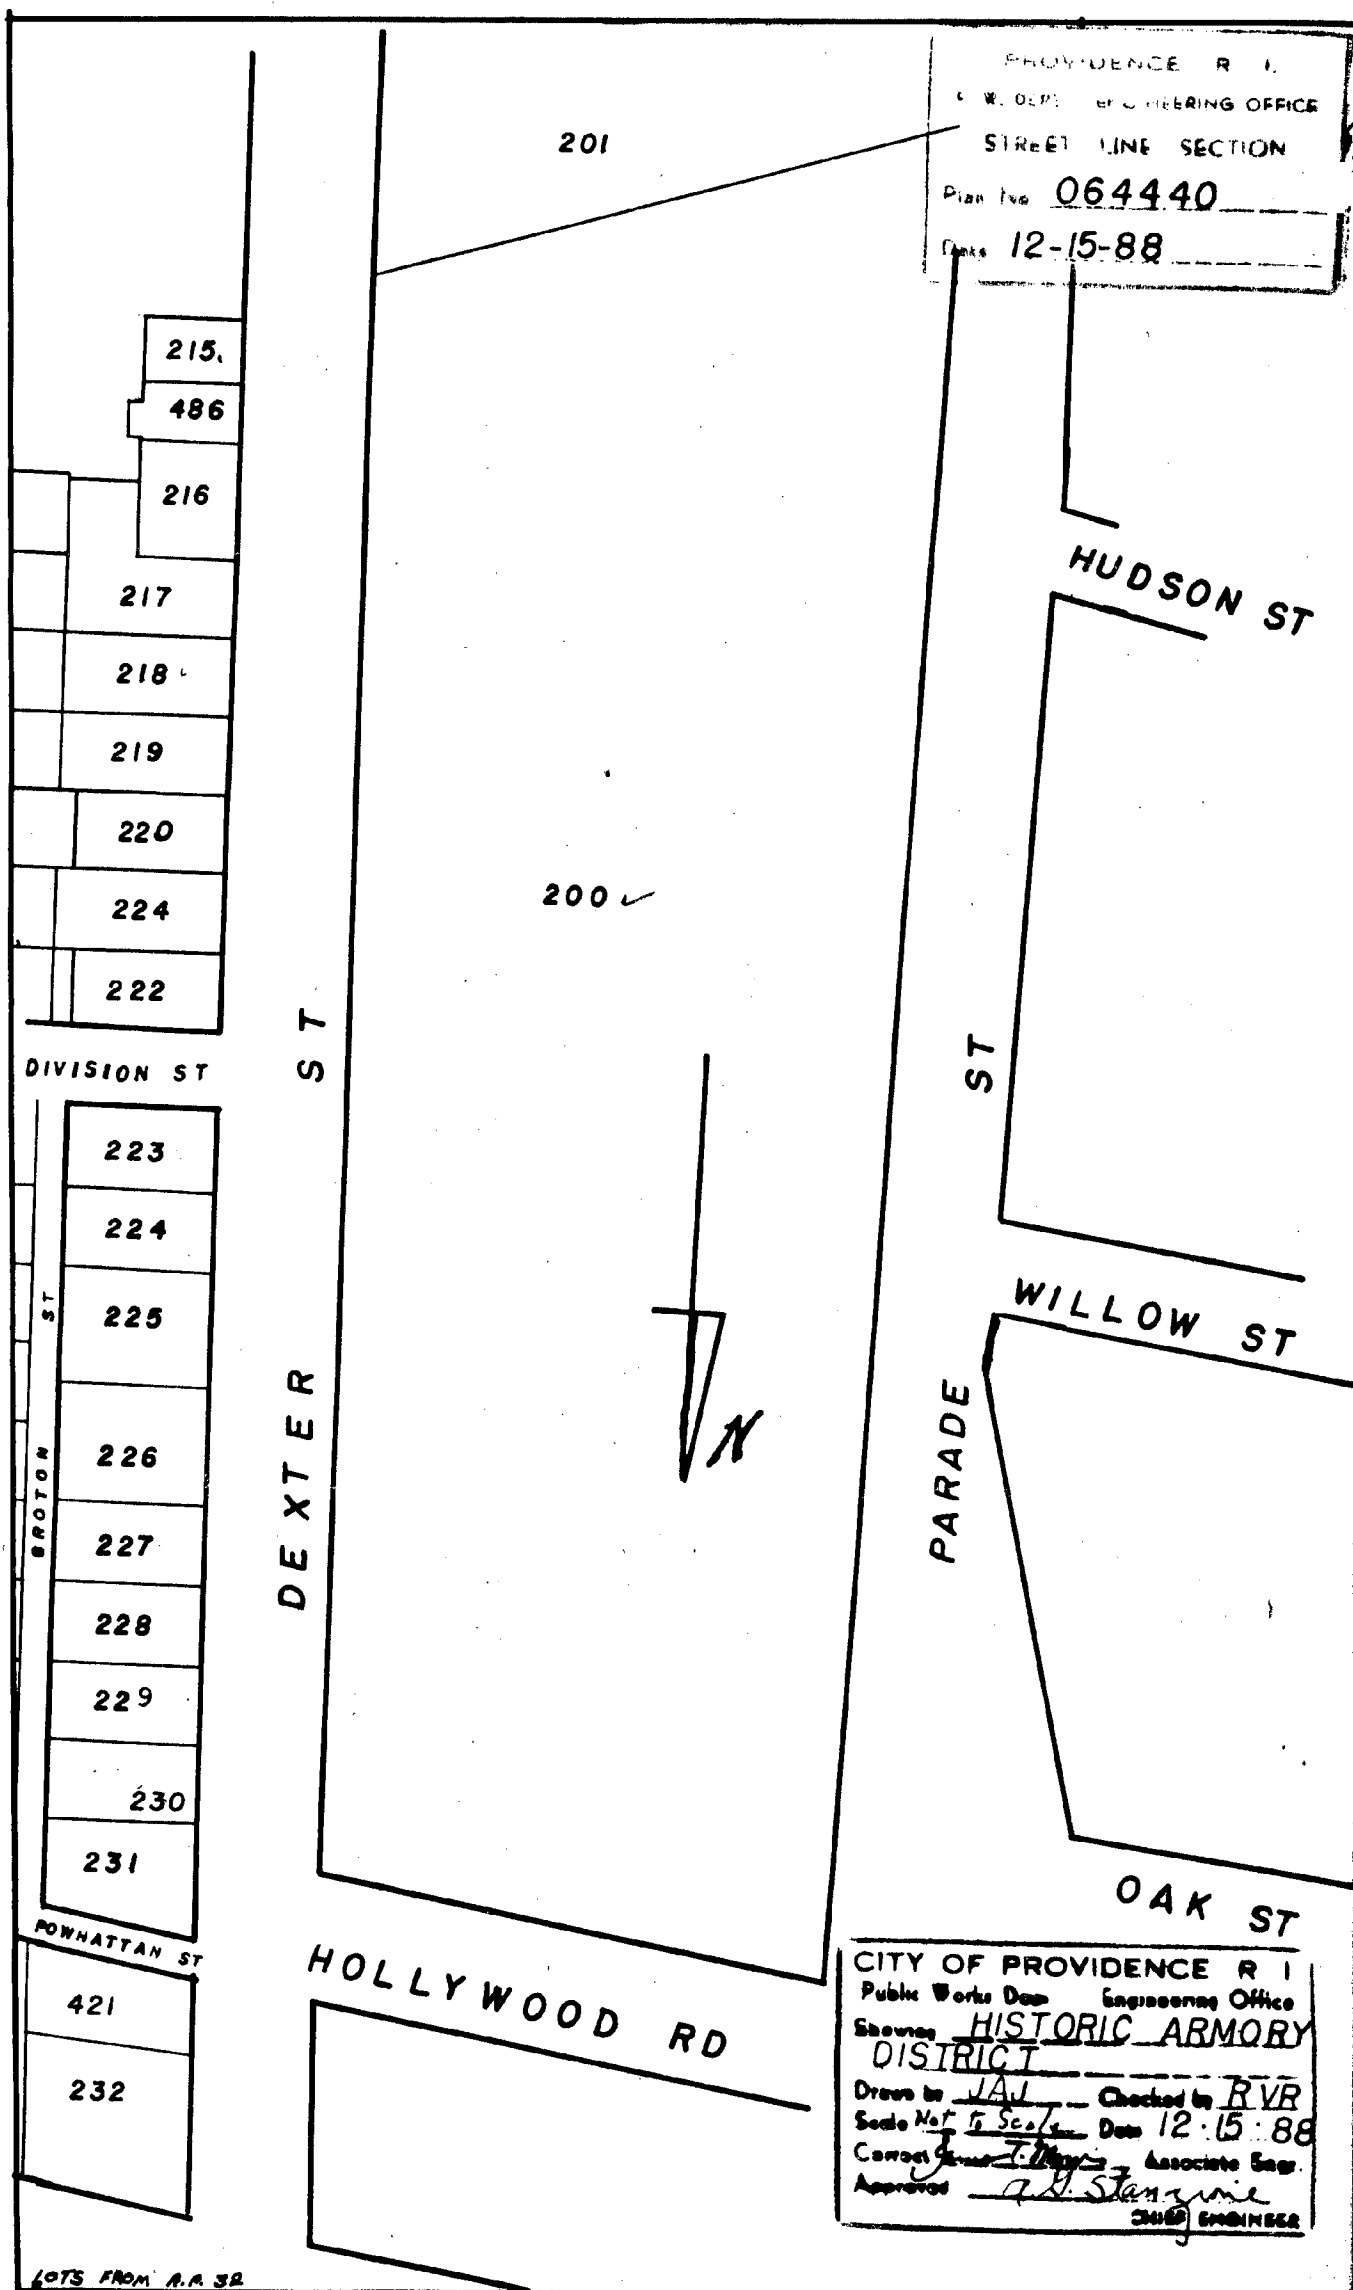 PROVIDENCE R I.
P. W. DEPT. ENGINEERING OFFICE
STREET LINE SECTION
Plan No. 064440
Date 12-15-88
201
215
486
216
217
218
219
220
224
222
200 ✓
HUDSON ST
DIVISION ST
223
224
225
226
227
228
229
230
231
GROTON ST
DEXTER ST
PARADE ST
WILLOW ST
N
OAK ST
POWHATTAN ST
421
232
HOLLYWOOD RD
CITY OF PROVIDENCE R I
Public Works Dept. Engineering Office
Showing HISTORIC ARMORY
DISTRICT
Drawn by JAJ Checked by RVR
Scale Not to Scale Date 12·15·88
Correct Associate Engr.
Approved
CHIEF ENGINEER
LOTS FROM A.P. 32